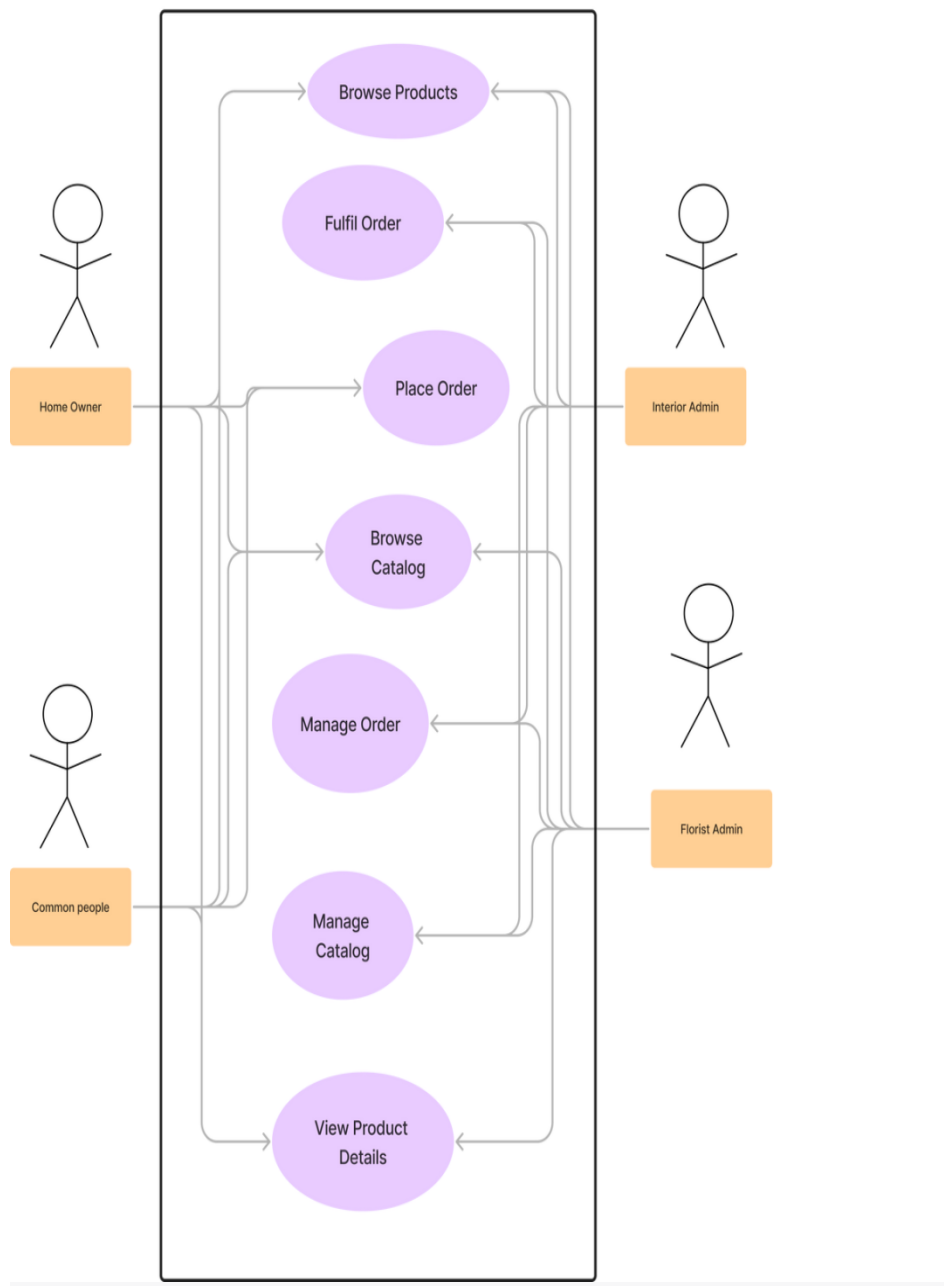 Browse Products
Fulfil Order
Place Order
Home Owner
Interior Admin
Browse
Catalog
Manage Order
Florist Admin
Common people
Manage
Catalog
View Product
Details